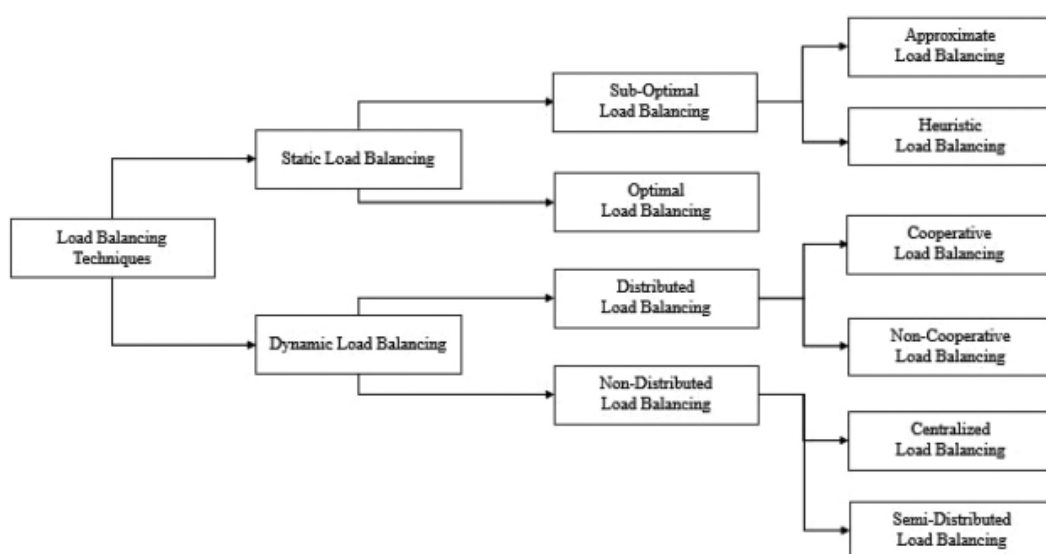 Load Balancing
Techniques
Static Load Balancing
Dynamic Load Balancing
Sub-Optimal
Load Balancing
Optimal
Load Balancing
Distributed
Load Balancing
Non-Distributed
Load Balancing
Approximate
Load Balancing
Heuristic
Load Balancing
Cooperative
Load Balancing
Non-Cooperative
Load Balancing
Centralized
Load Balancing
Semi-Distributed
Load Balancing